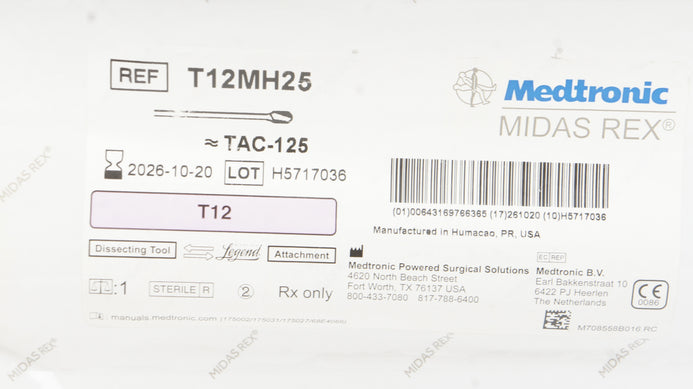 REF T12MH25
≈ TAC-125
2026-10-20 LOT H5717036
T12
Dissecting Tool Legend Attachment
:1 STERILE R 2 Rx only
manuals.medtronic.com
Medtronic
MIDAS REX®
(01)00643169766365 (17)261020 (10)H5717036
Manufactured in Humacao, PR, USA
Medtronic Powered Surgical Solutions
4620 North Beach Street
Fort Worth, TX 76137 USA
800-433-7080 817-788-6400
EC REP
Medtronic B.V.
Earl Bakkenstraat 10
6422 PJ Heerlen
The Netherlands
CE
0086
M708558B016 RC
MIDAS REX®
MIDAS REX®
MIDAS REX®
MIDAS REX®